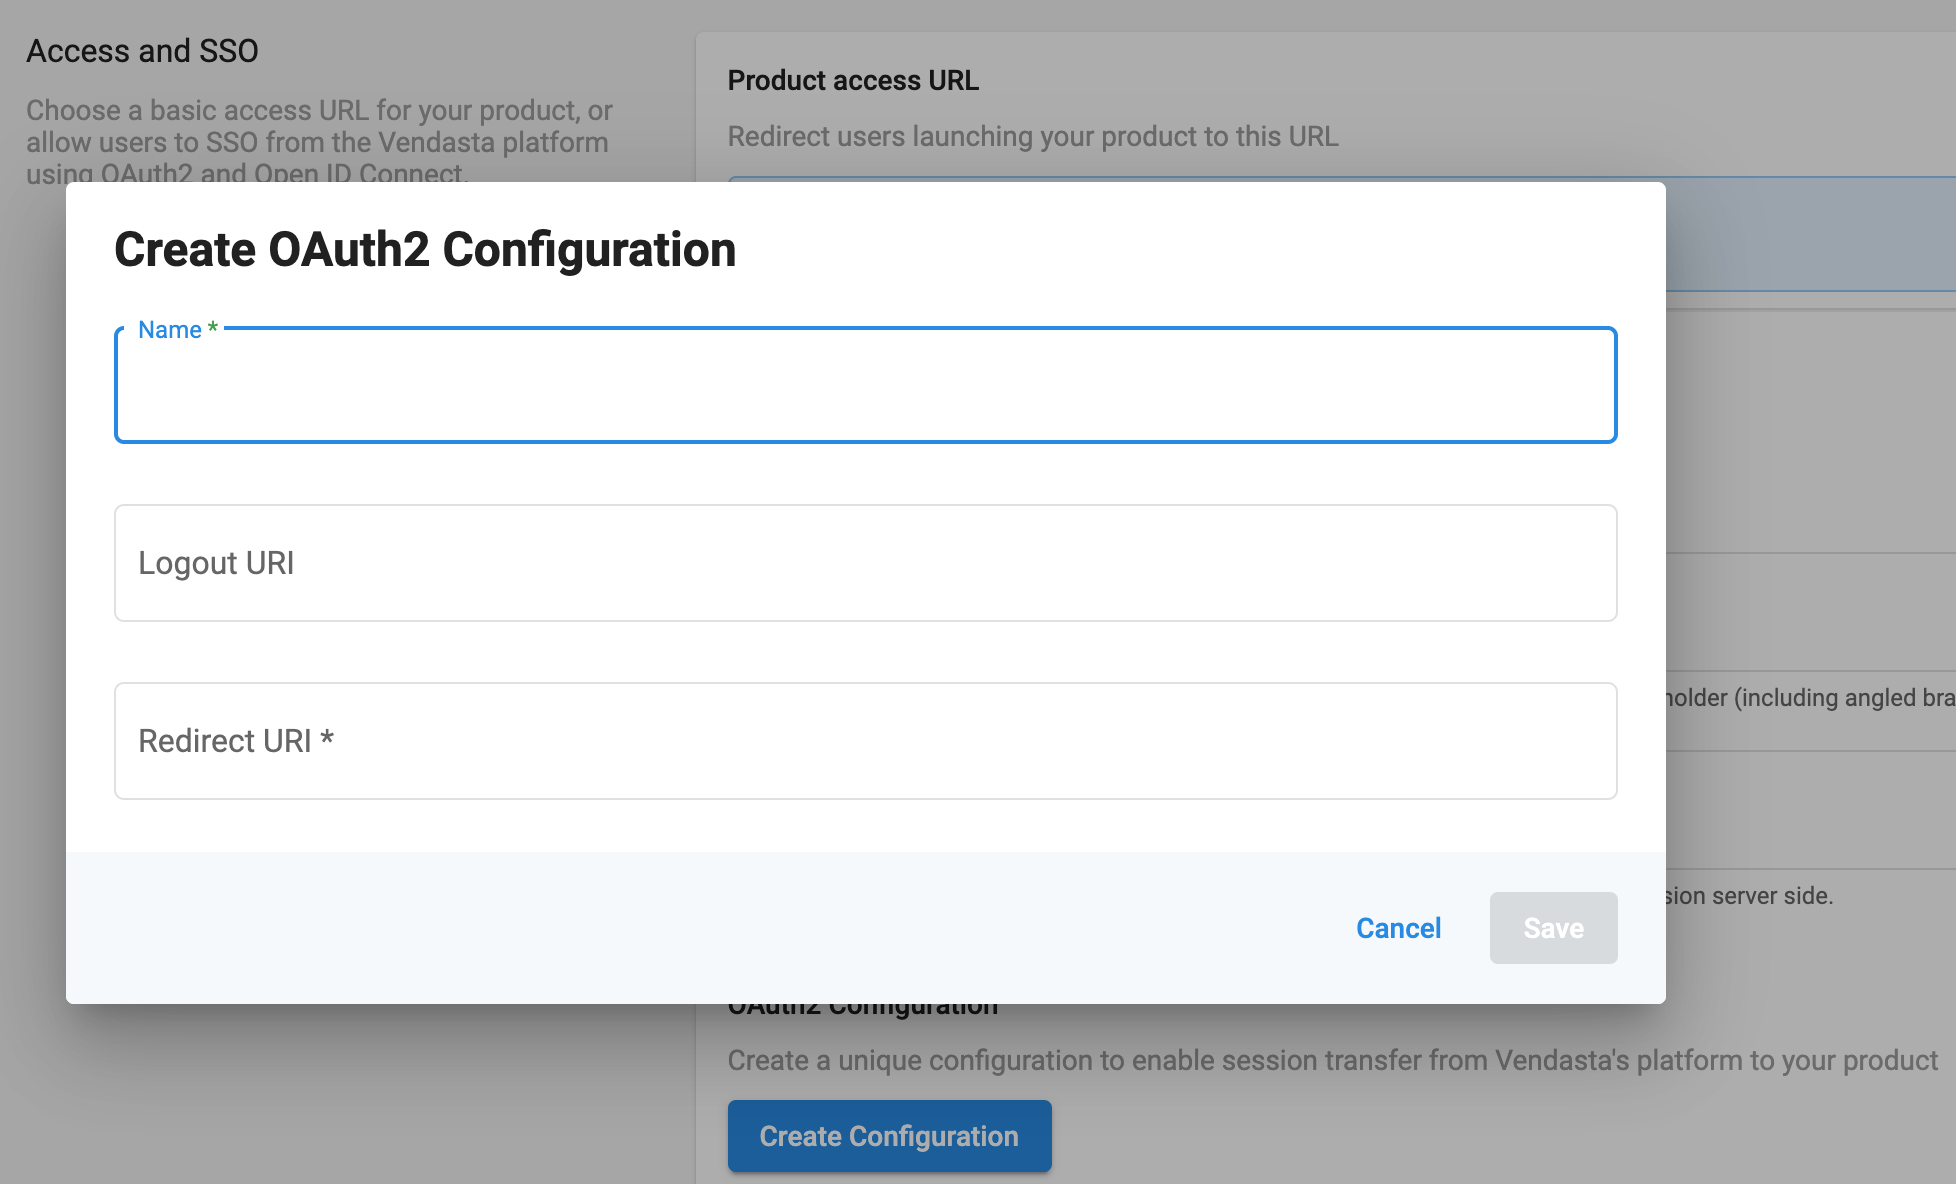 Access and SSO
Choose a basic access URL for your product, or
allow users to SSO from the Vendasta platform
using OAuth2 and Open ID Connect.
Product access URL
Redirect users launching your product to this URL
Create OAuth2 Configuration
Name *
Logout URI
Redirect URI *
holder (including angled bra
sion server side.
Cancel
Save
OAuth2 Configuration
Create a unique configuration to enable session transfer from Vendasta's platform to your product
Create Configuration